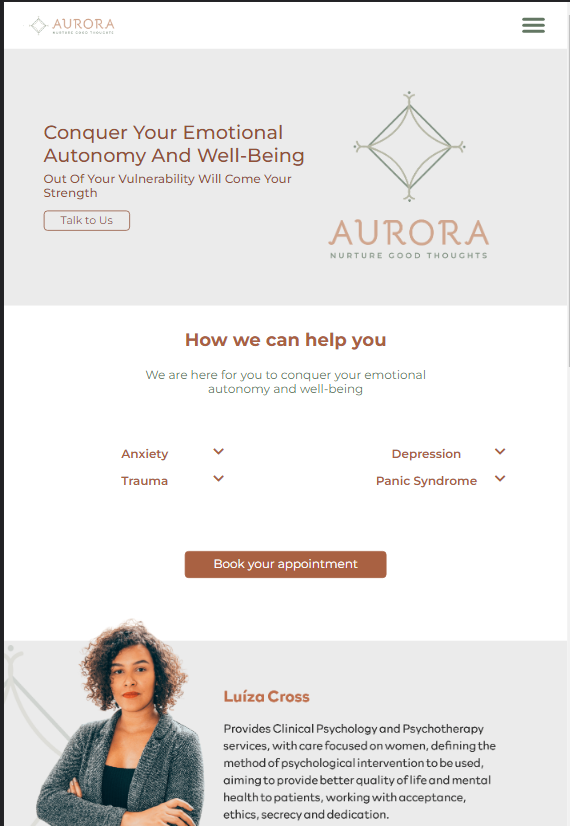 AURORA
NURTURE GOOD THOUGHTS
Conquer Your Emotional
Autonomy And Well-Being
Out Of Your Vulnerability Will Come Your
Strength
Talk to Us
AURORA
NURTURE GOOD THOUGHTS
How we can help you
We are here for you to conquer your emotional
autonomy and well-being
Anxiety
Depression
Trauma
Panic Syndrome
Book your appointment
Luíza Cross
Provides Clinical Psychology and Psychotherapy
services, with care focused on women, defining the
method of psychological intervention to be used,
aiming to provide better quality of life and mental
health to patients, working with acceptance,
ethics, secrecy and dedication.